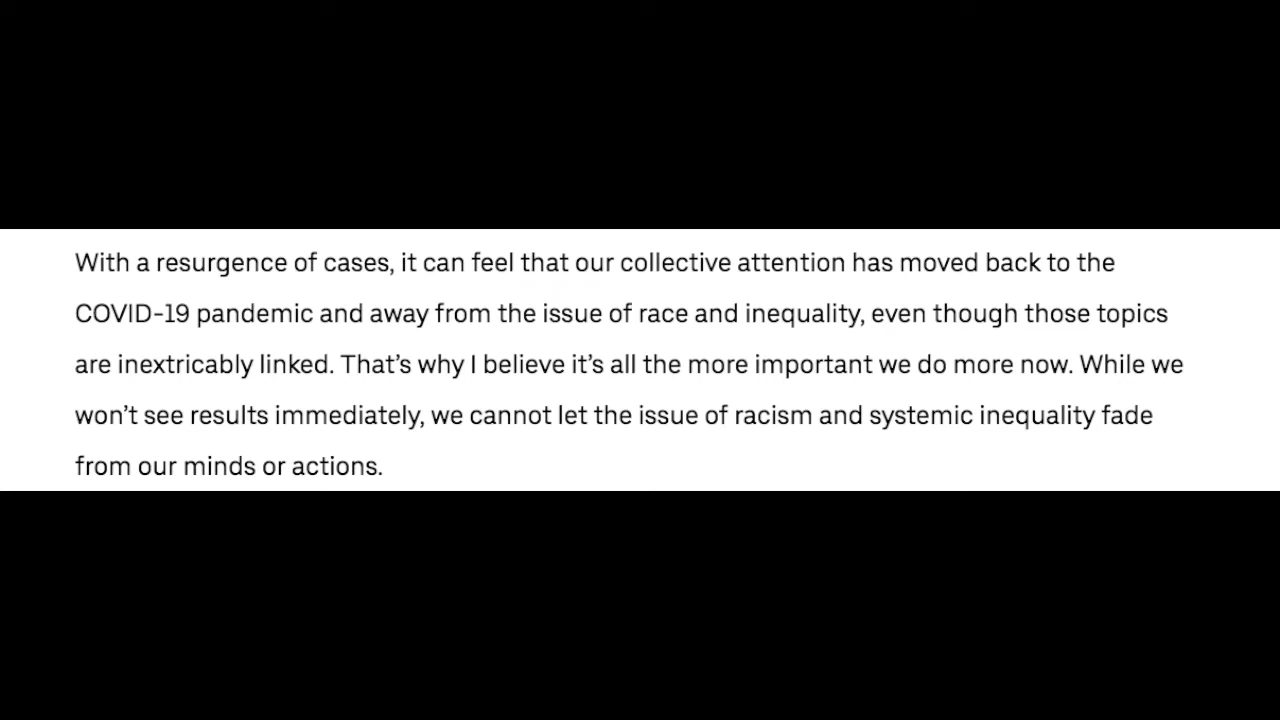 With a resurgence of cases, it can feel that our collective attention has moved back to the
COVID-19 pandemic and away from the issue of race and inequality, even though those topics
are inextricably linked. That’s why I believe it’s all the more important we do more now. While we
won’t see results immediately, we cannot let the issue of racism and systemic inequality fade
from our minds or actions.